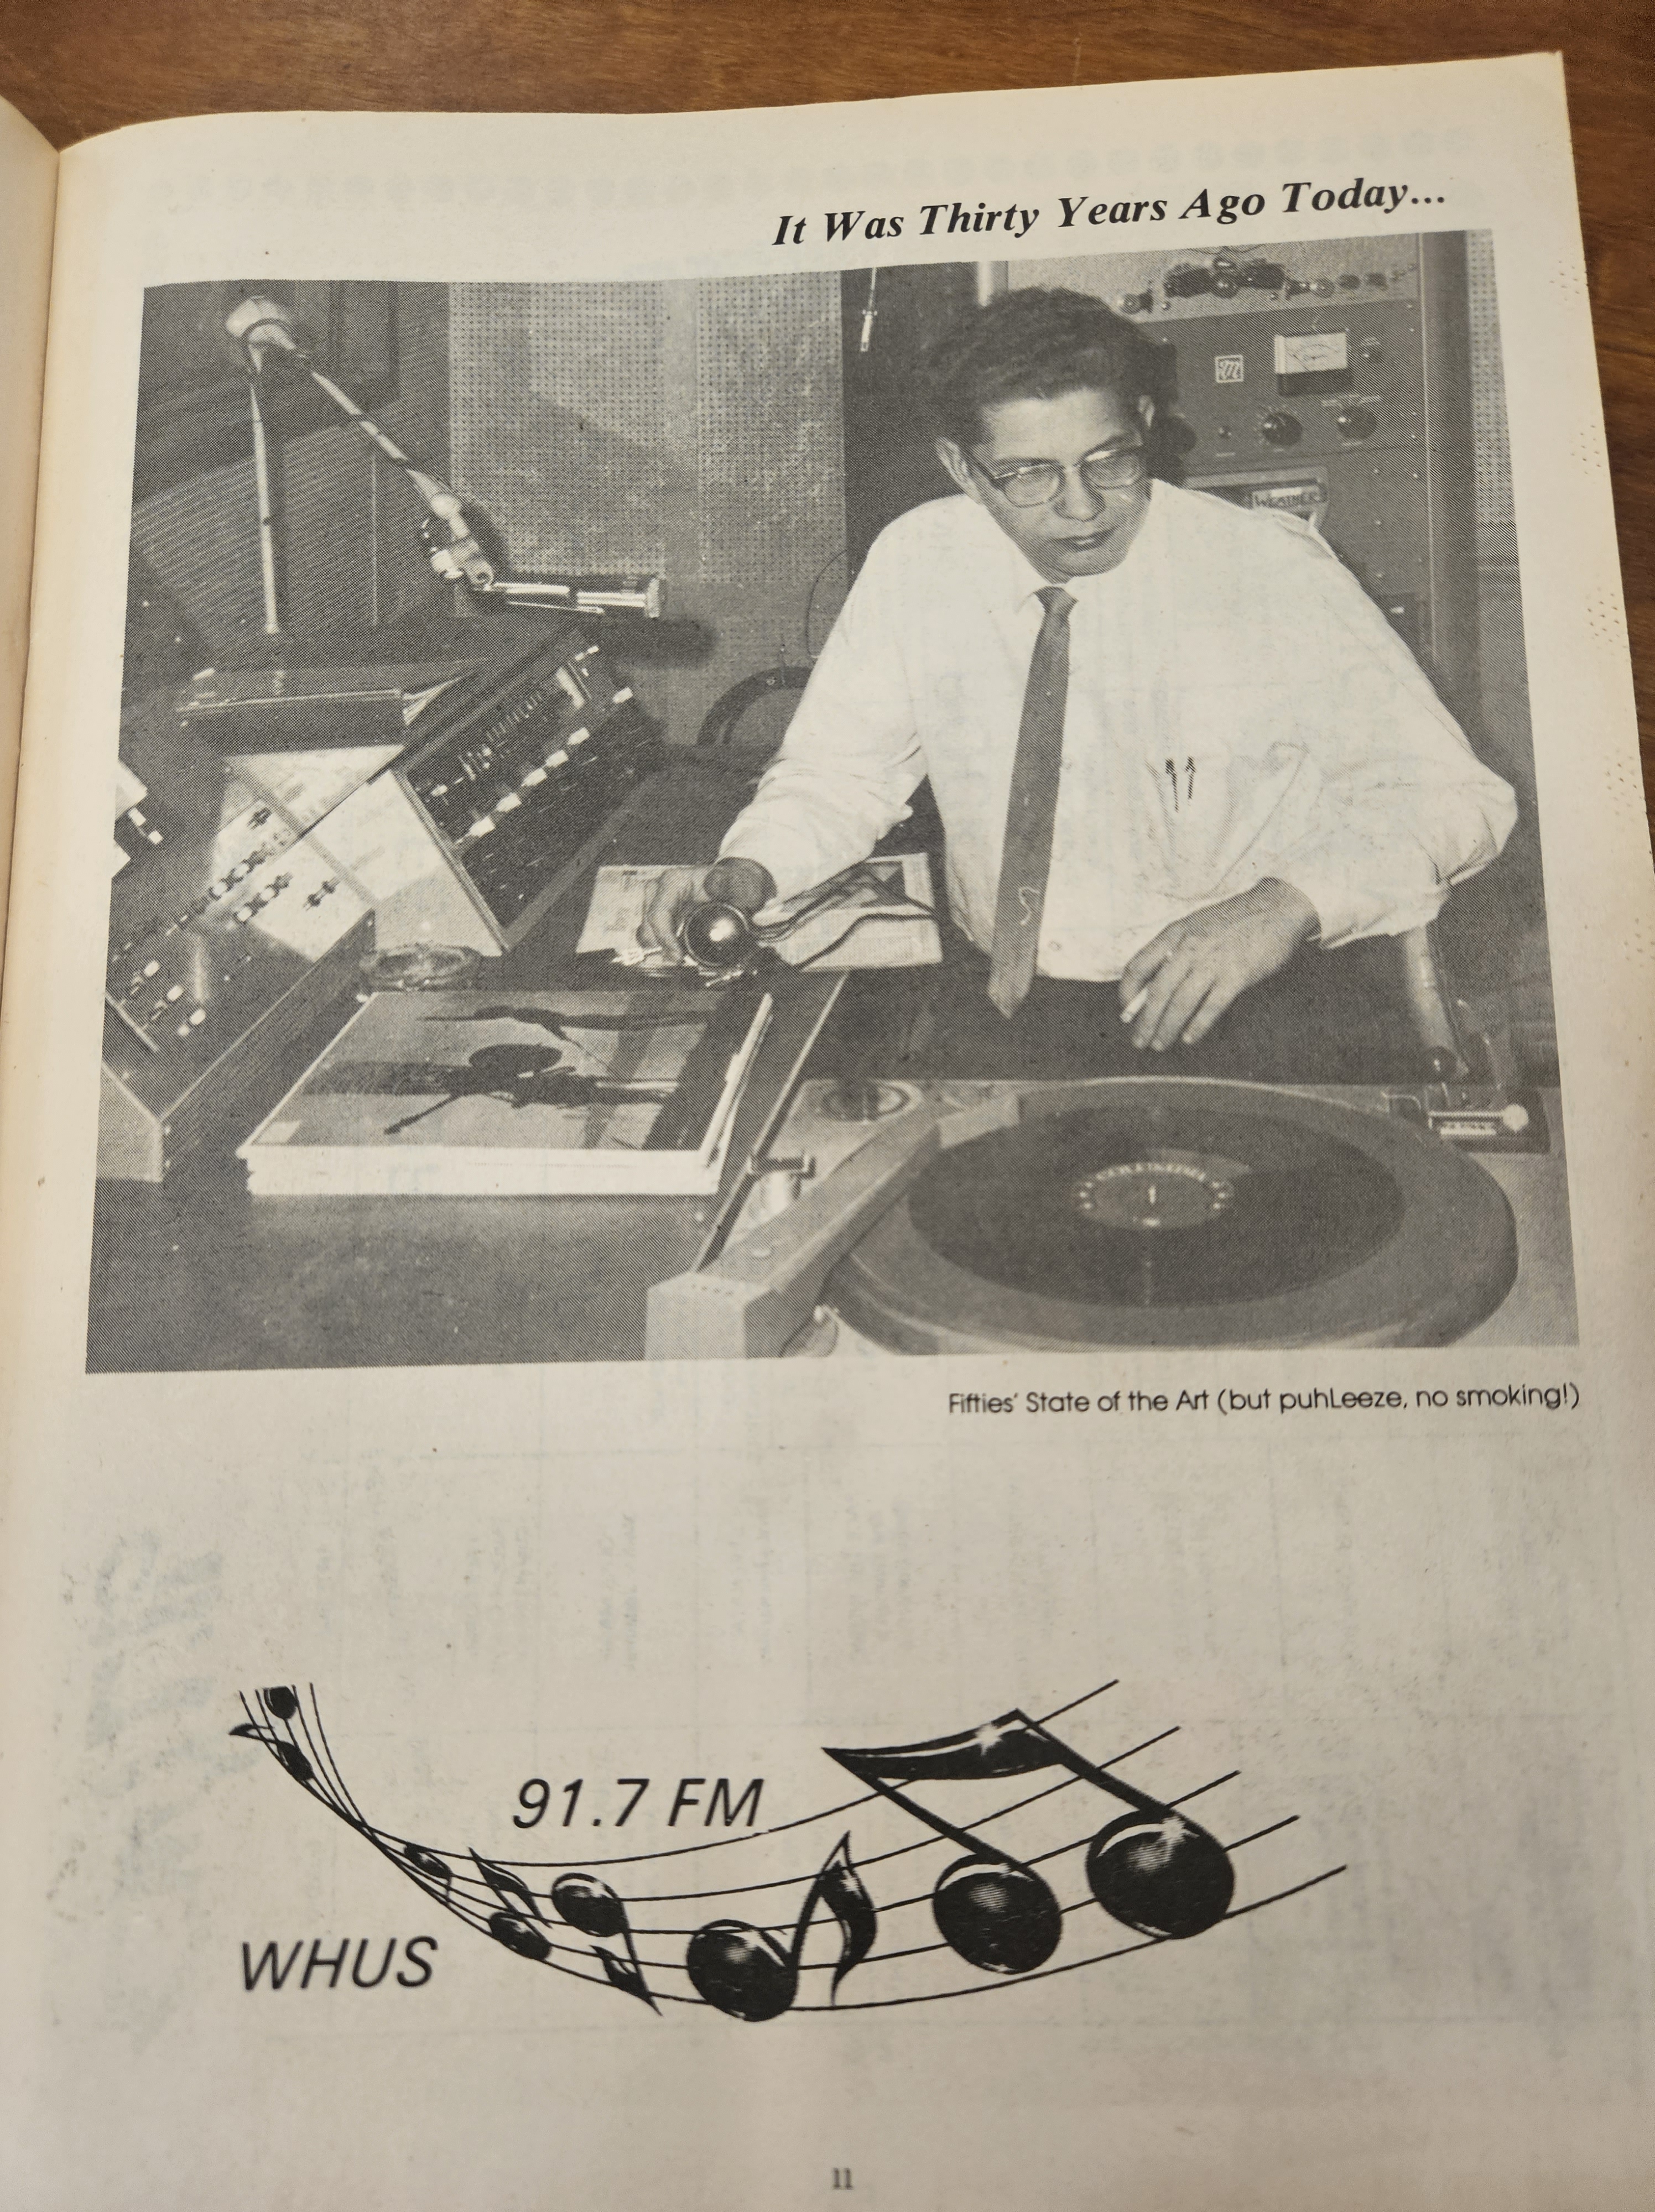 It Was Thirty Years Ago Today...
WEATHER
Fifties' State of the Art (but puhLeeze, no smoking!)
91.7 FM
WHUS
11